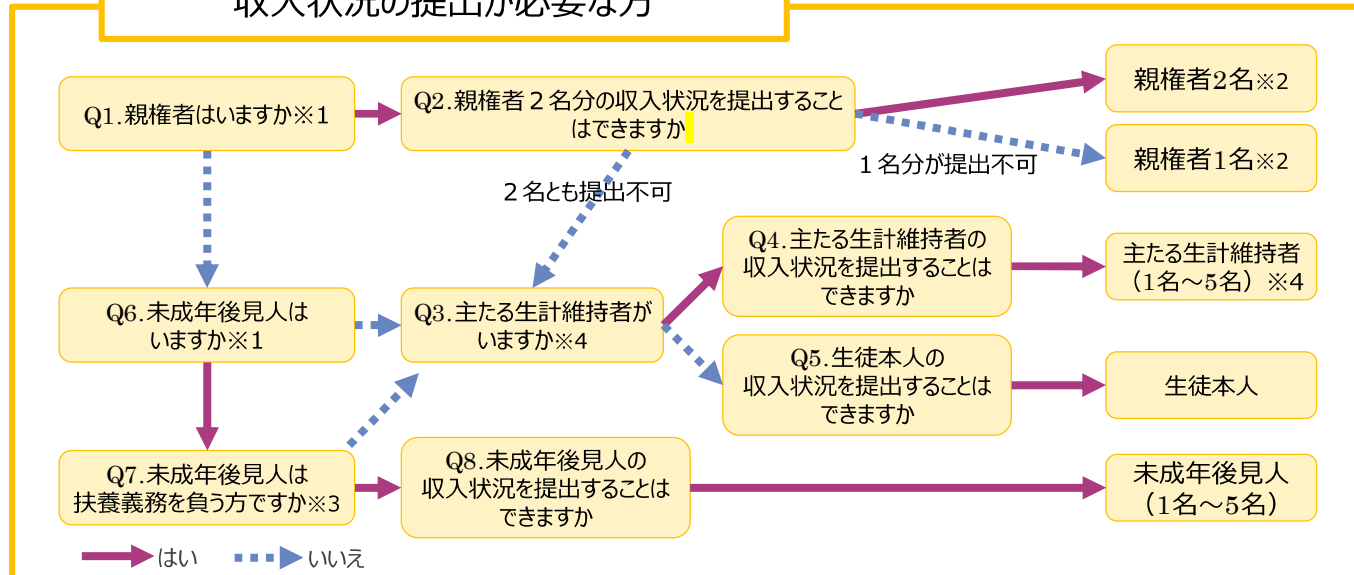 収入状況の提出が必要な方
Q1.親権者はいますか※1
Q2.親権者２名分の収入状況を提出すること
はできますか
親権者2名※2
親権者1名※2
１名分が提出不可
２名とも提出不可
Q4.主たる生計維持者の
収入状況を提出することは
できますか
主たる生計維持者
（1名～5名）※4
Q6.未成年後見人は
いますか※1
Q3.主たる生計維持者が
いますか※4
Q5.生徒本人の
収入状況を提出することは
できますか
生徒本人
Q7.未成年後見人は
扶養義務を負う方ですか※3
Q8.未成年後見人の
収入状況を提出することは
できますか
未成年後見人
（1名～5名）
はい
いいえ